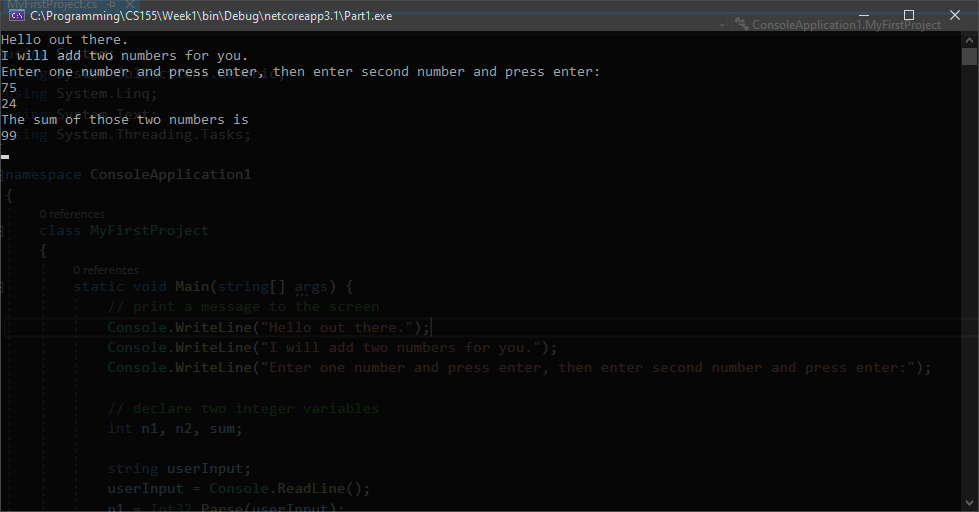 MyFirstProject.cs
C:\Programming\CS155\Week1\bin\Debug\netcoreapp3.1\Part1.exe
ConsoleApplication1.MyFirstProject
Hello out there.
I will add two numbers for you.
Enter one number and press enter, then enter second number and press enter:
75
using System.Linq;
24
The sum of those two numbers is
99
using System.Threading.Tasks;
namespace ConsoleApplication1
{
0 references
class MyFirstProject
{
0 references
static void Main(string[] args) {
// print a message to the screen
Console.WriteLine("Hello out there.");
Console.WriteLine("I will add two numbers for you.");
Console.WriteLine("Enter one number and press enter, then enter second number and press enter:");
// declare two integer variables
int n1, n2, sum;
string userInput;
userInput = Console.ReadLine();
n1 = Int32.Parse(userInput);